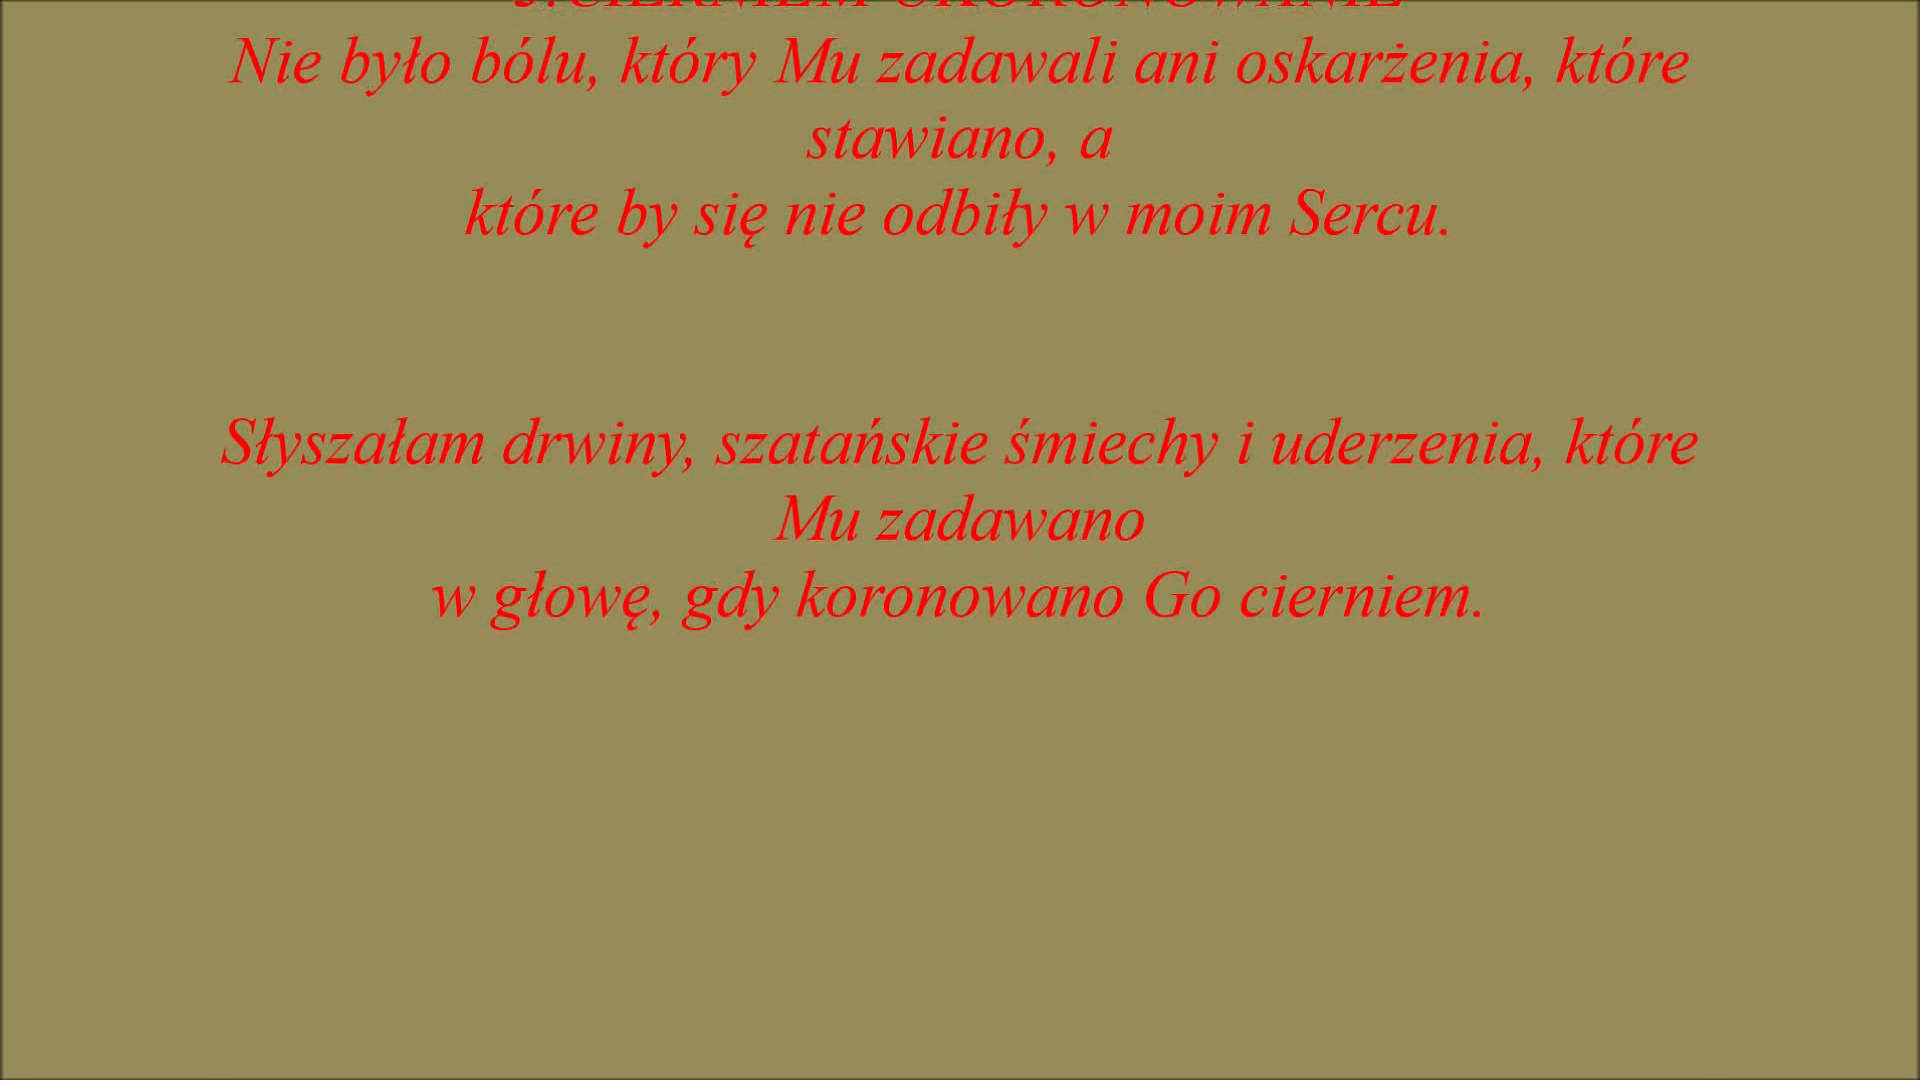 Nie było bólu, który Mu zadawali ani oskarżenia, które
stawiano, a
które by się nie odbiły w moim Sercu.
Słyszałam drwiny, szatańskie śmiechy i uderzenia, które
Mu zadawano
w głowę, gdy koronowano Go cierniem.